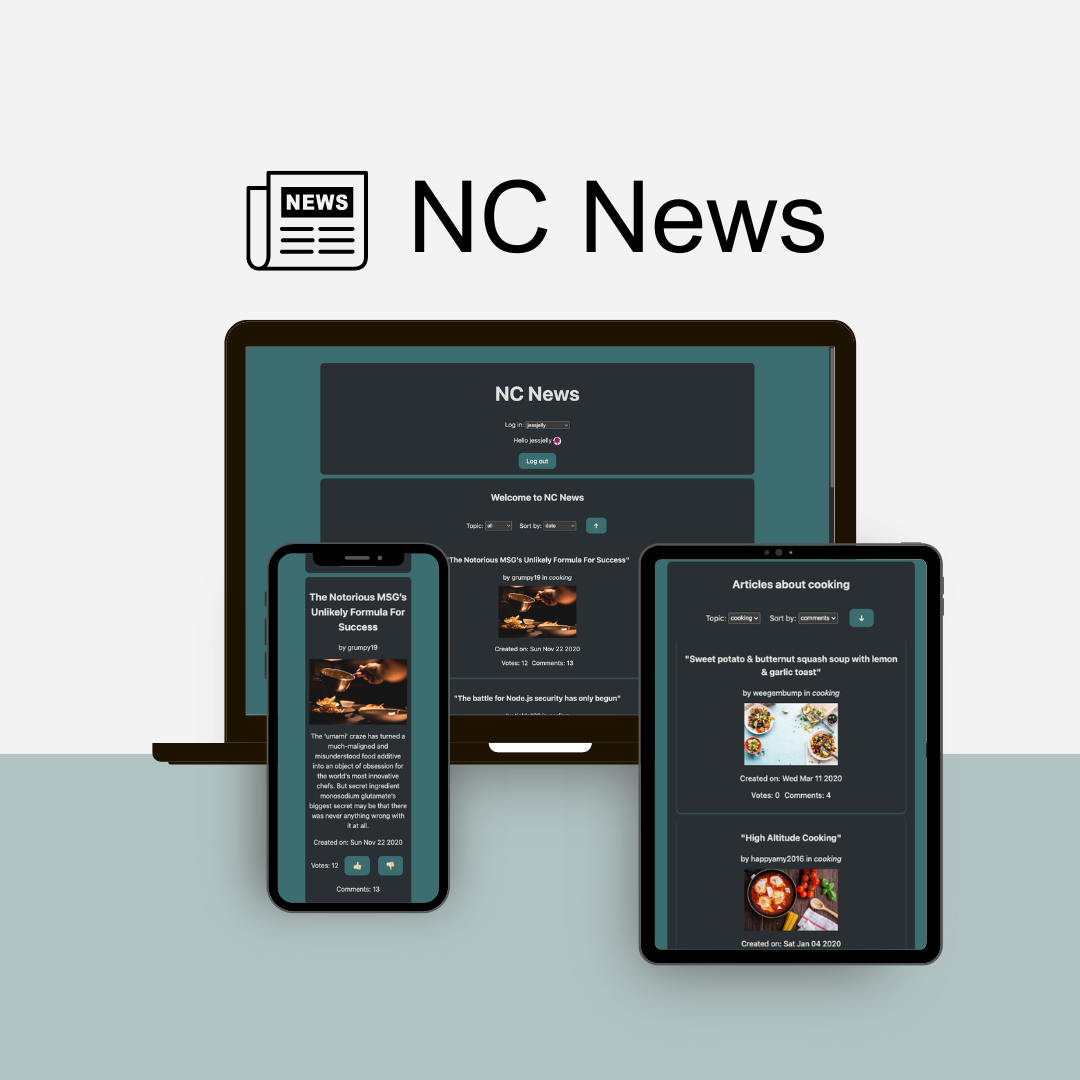 NEWS
NC News
NC News
Log in: jessjelly
Hello jessjelly
Log out
Welcome to NC News
Topic: all Sort by: date ↑
"The Notorious MSG's Unlikely Formula For Success"
by grumpy19 in cooking
Created on: Sun Nov 22 2020
Votes: 12 Comments: 13
"The battle for Node.js security has only begun"
The Notorious MSG's
Unlikely Formula For
Success
by grumpy19
The 'umami' craze has turned a
much-maligned and
misunderstood food additive
into an object of obsession for
the world's most innovative
chefs. But secret ingredient
monosodium glutamate's
biggest secret may be that there
was never anything wrong with
it at all.
Created on: Sun Nov 22 2020
Votes: 12
Comments: 13
Articles about cooking
Topic: cooking Sort by: comments ↓
"Sweet potato & butternut squash soup with lemon
& garlic toast"
by weegembump in cooking
Created on: Wed Mar 11 2020
Votes: 0 Comments: 4
"High Altitude Cooking"
by happyamy2016 in cooking
Created on: Sat Jan 04 2020